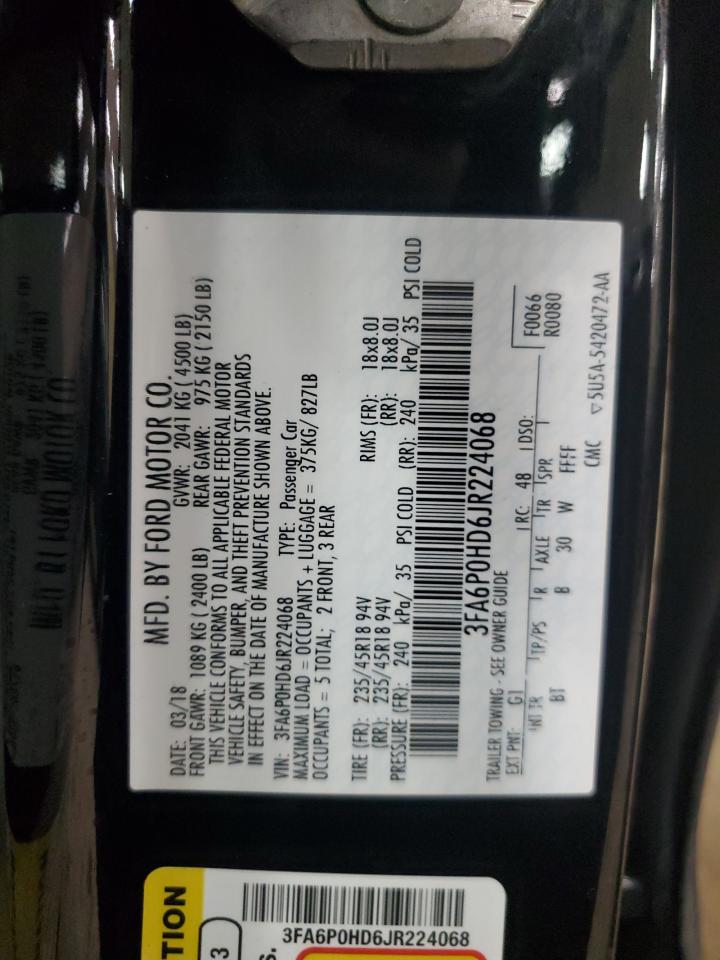 MFD. BY FORD MOTOR CO.
DATE: 03/18 GVWR: 2041 KG ( 4500 LB)
FRONT GAWR: 1089 KG ( 2400 LB) REAR GAWR: 975 KG ( 2150 LB)
THIS VEHICLE CONFORMS TO ALL APPLICABLE FEDERAL MOTOR
VEHICLE SAFETY, BUMPER, AND THEFT PREVENTION STANDARDS
IN EFFECT ON THE DATE OF MANUFACTURE SHOWN ABOVE.
VIN: 3FA6P0HD6JR224068 TYPE: Passenger Car
MAXIMUM LOAD = OCCUPANTS + LUGGAGE = 375KG/ 827LB
OCCUPANTS = 5 TOTAL; 2 FRONT, 3 REAR
TIRE (FR): 235/45R18 94V RIMS (FR): 18x8.0J
(RR): 235/45R18 94V (RR): 18x8.0J
PRESSURE (FR): 240 kPa/ 35 PSI COLD (RR): 240 kPa/ 35 PSI COLD
3FA6P0HD6JR224068
TRAILER TOWING - SEE OWNER GUIDE
EXT PNT: G1 RC: 48 DSO: F0066
R0080
INT TR TP/PS R AXLE TR SPR
BT B 30 W FFFF
CMC ▽5U5A-5420472-AA
TION
3
S.
3FA6P0HD6JR224068